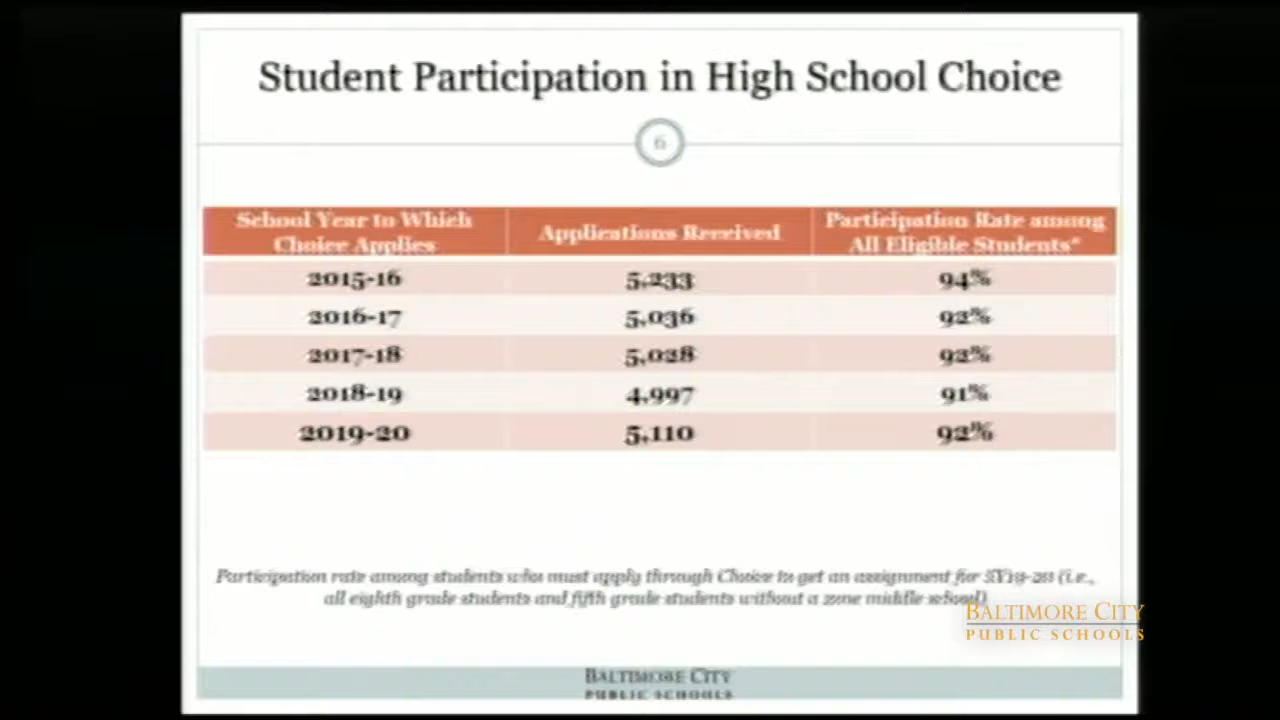 Student Participation in High School Choice
6
School Year to Which
Choice Applies
Applications Received
Participation Rate among
All Eligible Students*
2015-16 5,233 94%
2016-17 5,036 92%
2017-18 5,028 92%
2018-19 4,997 91%
2019-20 5,110 92%
Participation rate among students who must apply through Choice to get an assignment for SY19-20 (i.e.,
all eighth grade students and fifth grade students without a zone middle school)
BALTIMORE CITY
PUBLIC SCHOOLS
BALTIMORE CITY
PUBLIC SCHOOLS